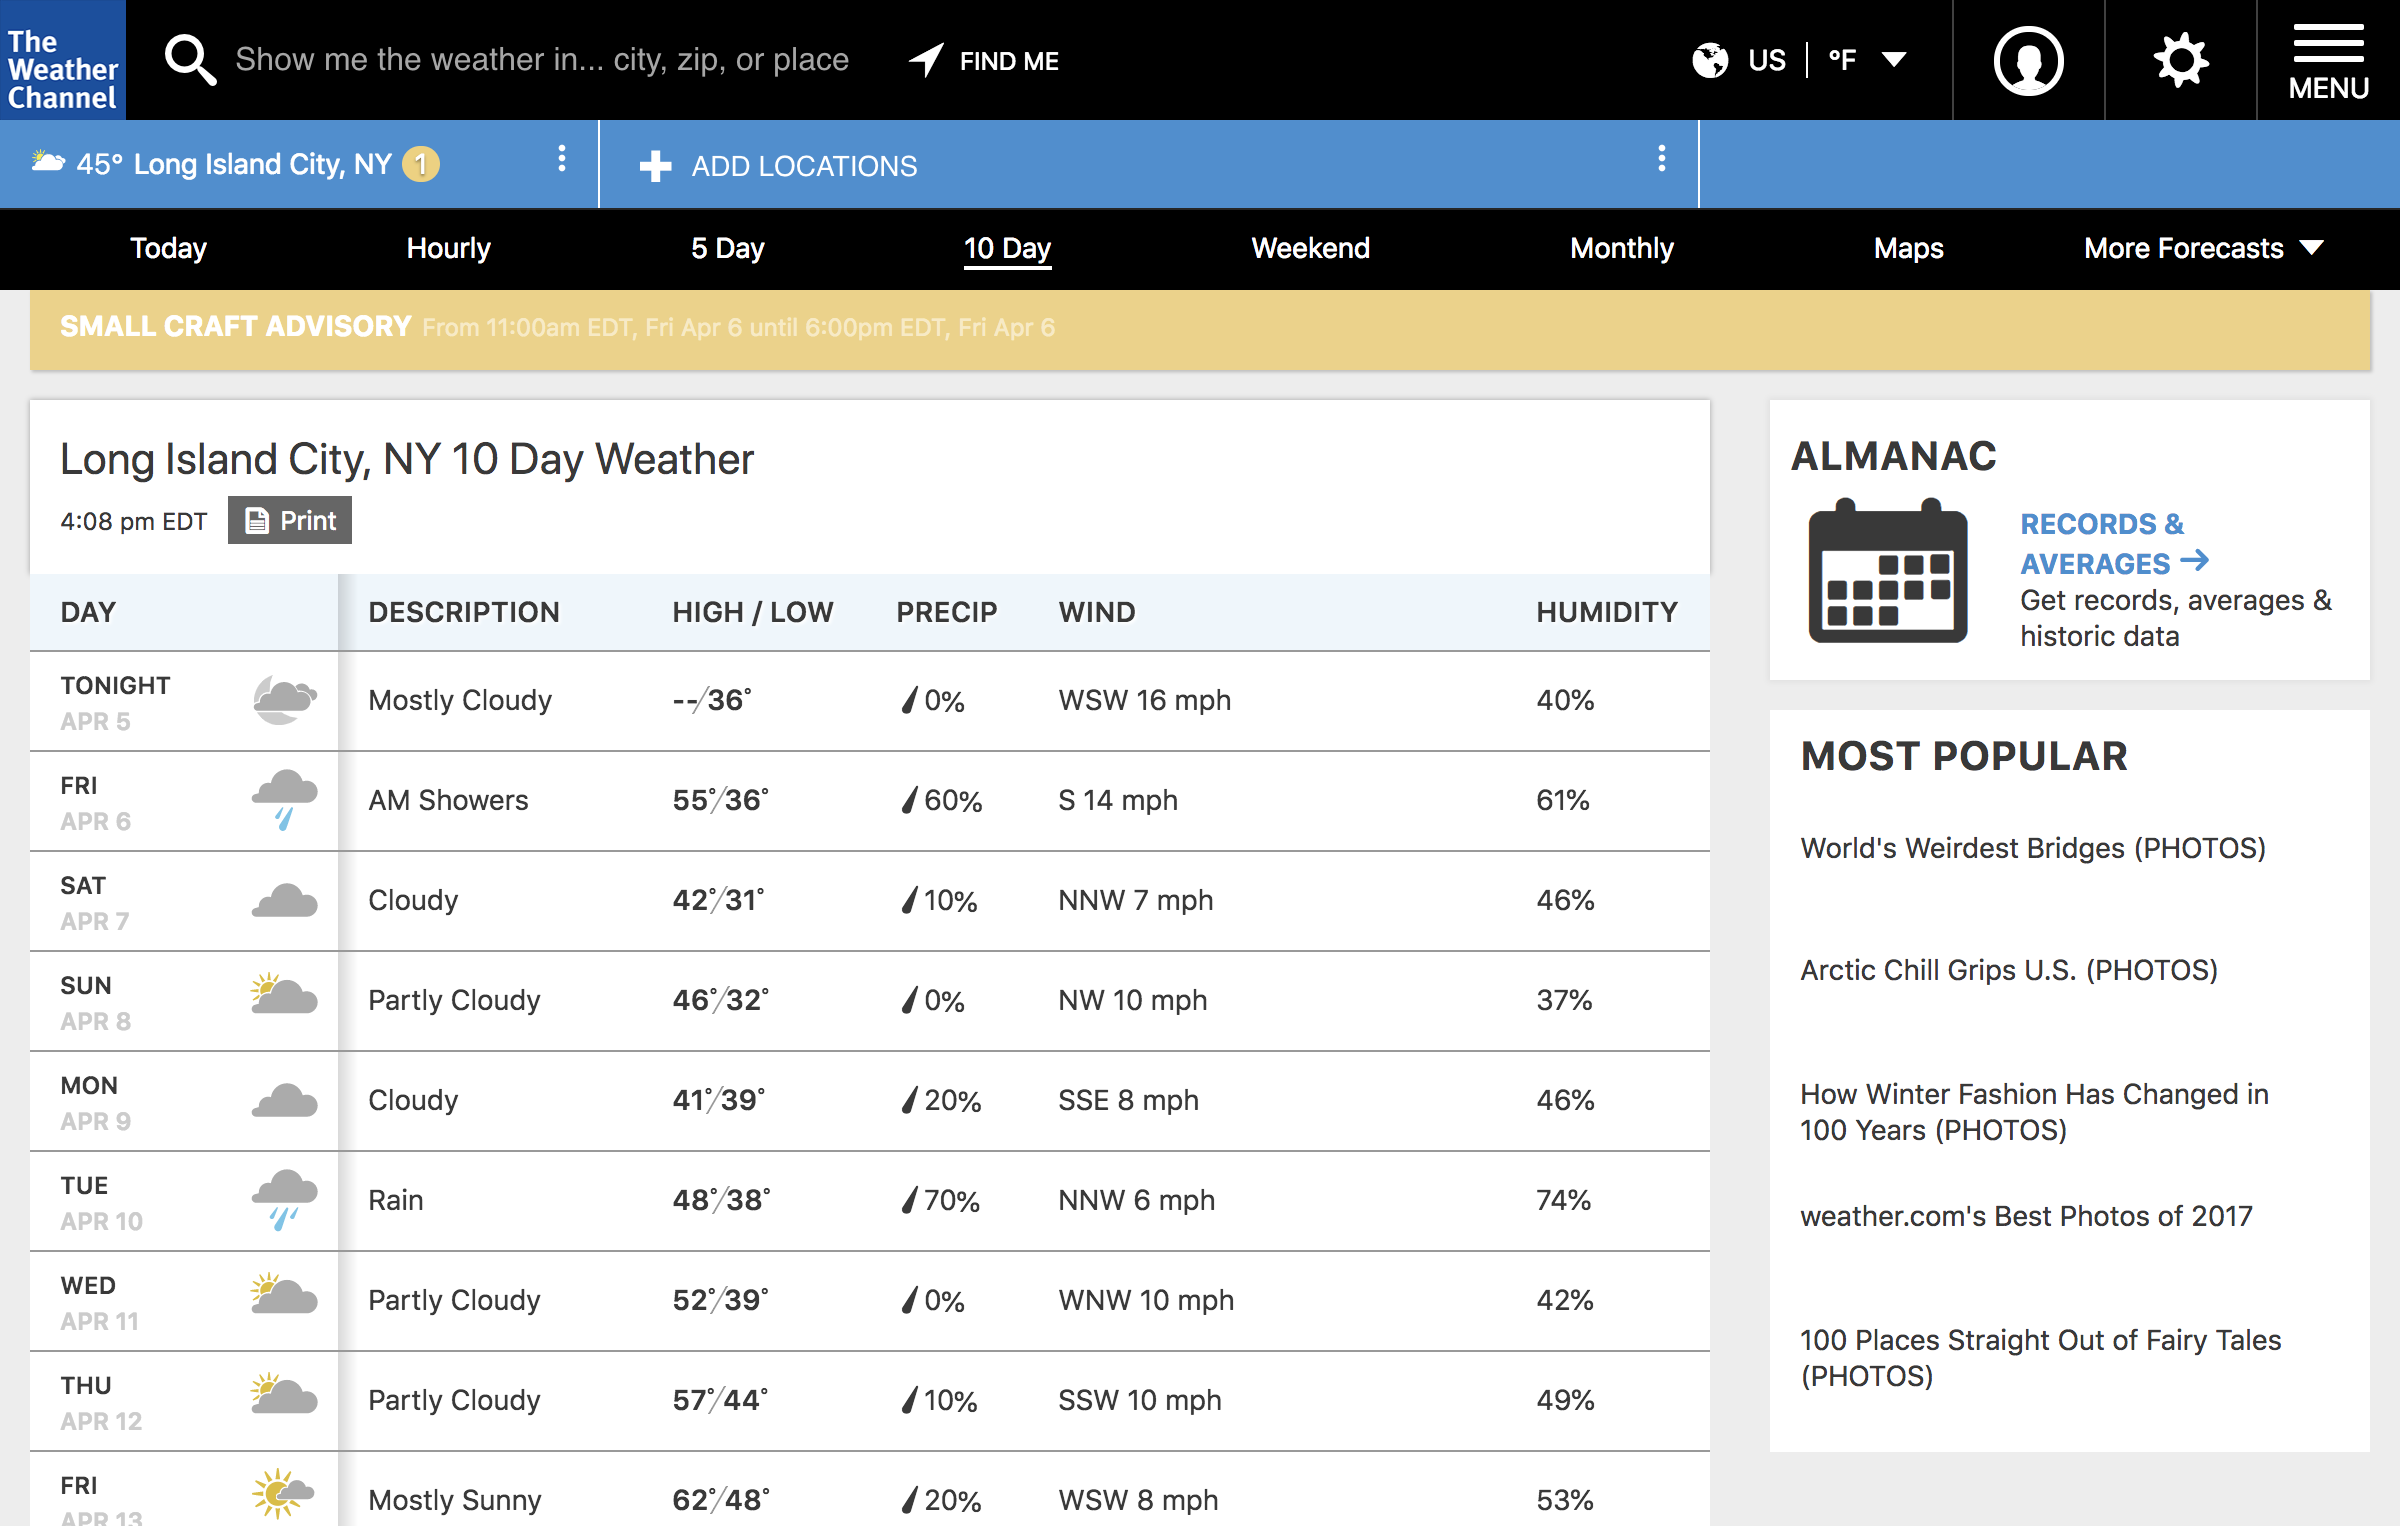 The
Weather
Channel
Show me the weather in... city, zip, or place
FIND ME
US
°F
MENU
45° Long Island City, NY 1
ADD LOCATIONS
Today
Hourly
5 Day
10 Day
Weekend
Monthly
Maps
More Forecasts
SMALL CRAFT ADVISORY From 11:00am EDT, Fri Apr 6 until 6:00pm EDT, Fri Apr 6
Long Island City, NY 10 Day Weather
4:08 pm EDT
Print
DAY DESCRIPTION HIGH / LOW PRECIP WIND HUMIDITY
TONIGHT
APR 5
Mostly Cloudy --/36° 0% WSW 16 mph 40%
FRI
APR 6
AM Showers 55°/36° 60% S 14 mph 61%
SAT
APR 7
Cloudy 42°/31° 10% NNW 7 mph 46%
SUN
APR 8
Partly Cloudy 46°/32° 0% NW 10 mph 37%
MON
APR 9
Cloudy 41°/39° 20% SSE 8 mph 46%
TUE
APR 10
Rain 48°/38° 70% NNW 6 mph 74%
WED
APR 11
Partly Cloudy 52°/39° 0% WNW 10 mph 42%
THU
APR 12
Partly Cloudy 57°/44° 10% SSW 10 mph 49%
FRI
APR 13
Mostly Sunny 62°/48° 20% WSW 8 mph 53%
ALMANAC
RECORDS &
AVERAGES →
Get records, averages &
historic data
MOST POPULAR
World's Weirdest Bridges (PHOTOS)
Arctic Chill Grips U.S. (PHOTOS)
How Winter Fashion Has Changed in
100 Years (PHOTOS)
weather.com's Best Photos of 2017
100 Places Straight Out of Fairy Tales
(PHOTOS)